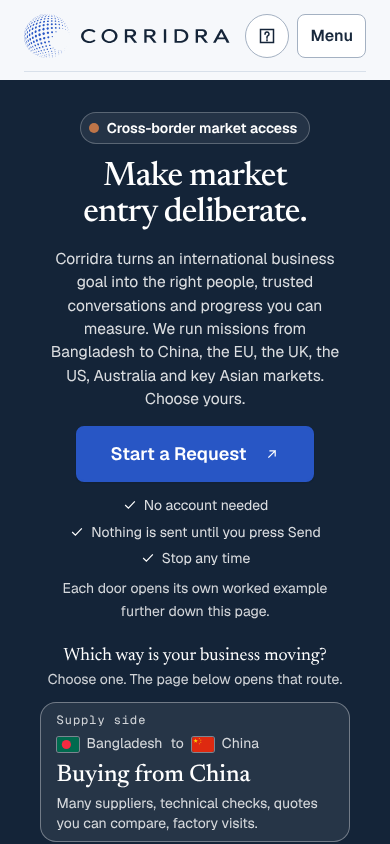 CORRIDRA
Menu
Cross-border market access
Make market
entry deliberate.
Corridra turns an international business
goal into the right people, trusted
conversations and progress you can
measure. We run missions from
Bangladesh to China, the EU, the UK, the
US, Australia and key Asian markets.
Choose yours.
Start a Request
No account needed
Nothing is sent until you press Send
Stop any time
Each door opens its own worked example
further down this page.
Which way is your business moving?
Choose one. The page below opens that route.
Supply side
Bangladesh to China
Buying from China
Many suppliers, technical checks, quotes
you can compare, factory visits.